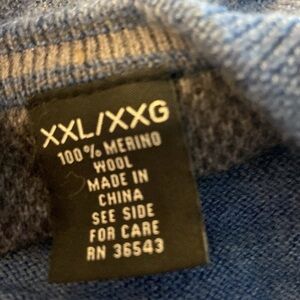 XXL/XXG
100% MERINO
WOOL
MADE IN
CHINA
SEE SIDE
FOR CARE
RN 36543